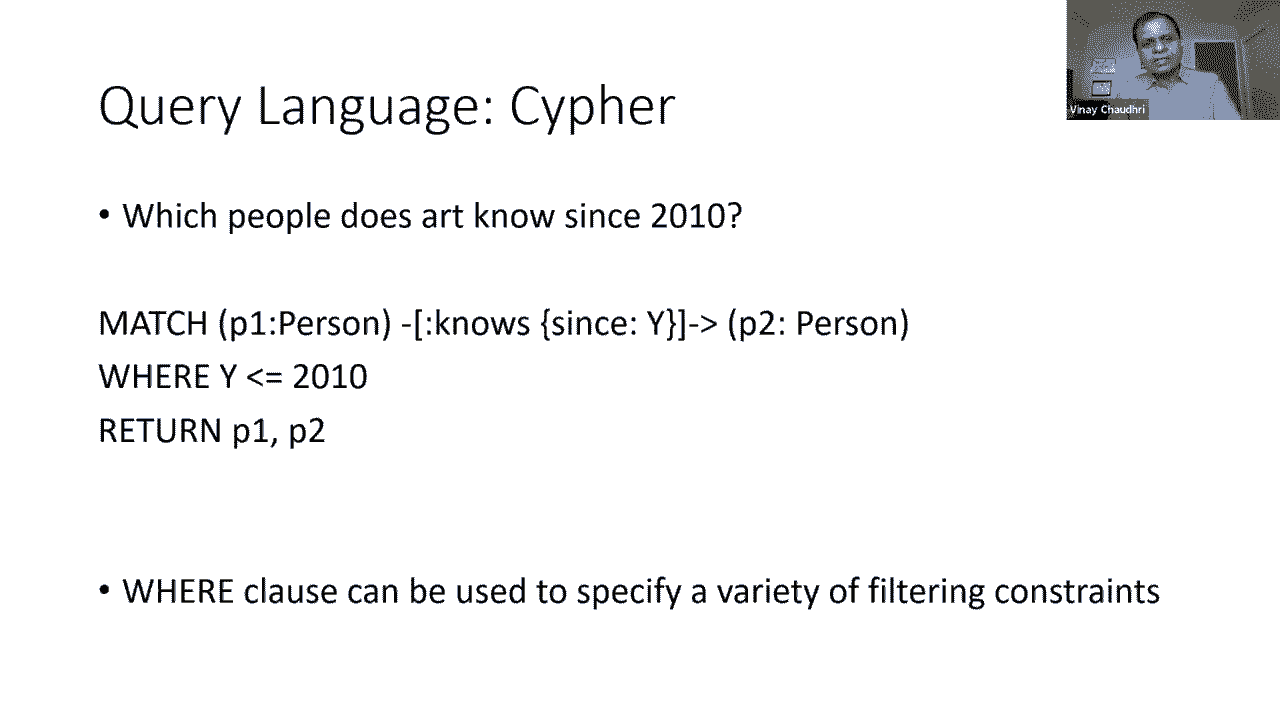 Query Language: Cypher
Vinay Chaudhri
• Which people does art know since 2010?
MATCH (p1:Person) -[:knows {since: Y}]-> (p2: Person)
WHERE Y <= 2010
RETURN p1, p2
• WHERE clause can be used to specify a variety of filtering constraints